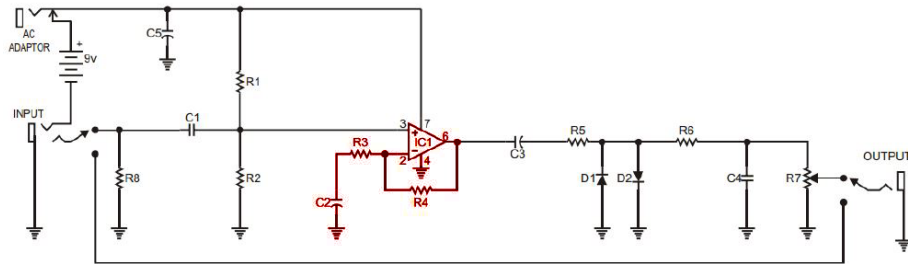 AC
ADAPTOR
+
9v
C5
R1
INPUT
C1
R8
R2
3
+
7
IC1
6
-
2
4
R3
R4
C2
C3
R5
D1
D2
R6
C4
R7
OUTPUT